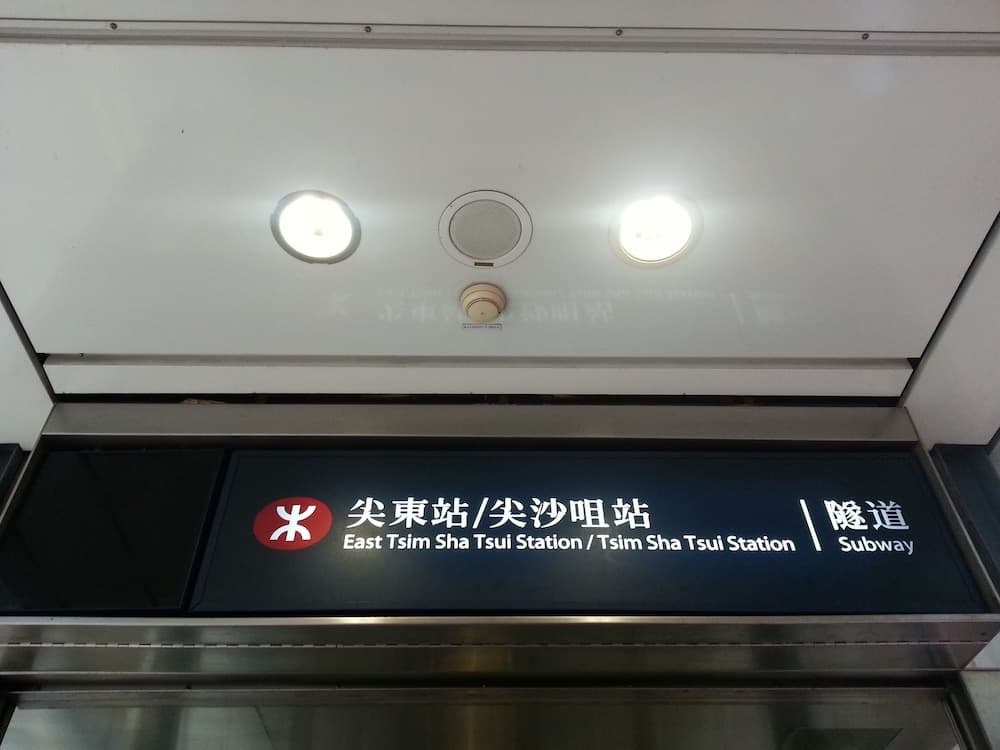 尖東站/尖沙咀站
East Tsim Sha Tsui Station / Tsim Sha Tsui Station
隧道
Subway